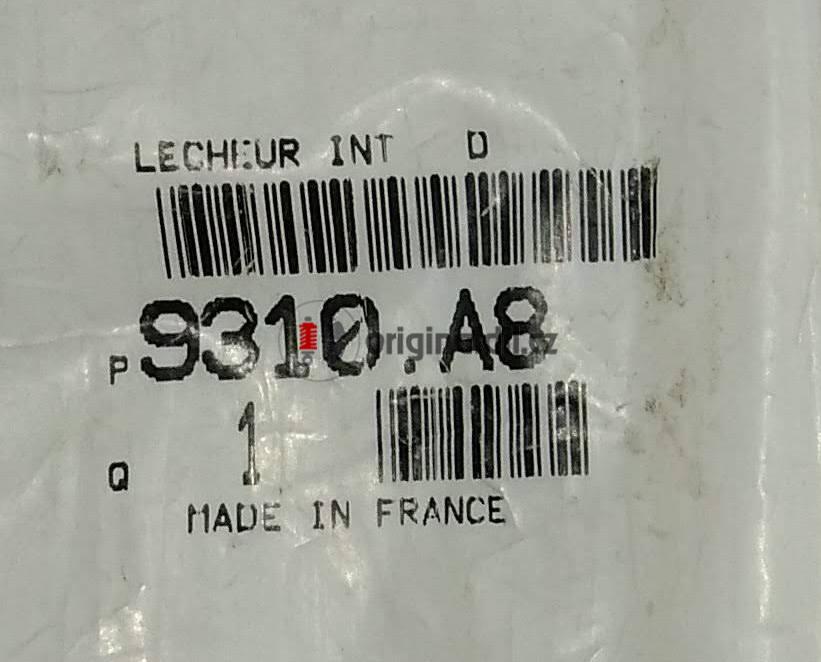 LECHEUR INT D
P 9310.A8
Q 1
MADE IN FRANCE